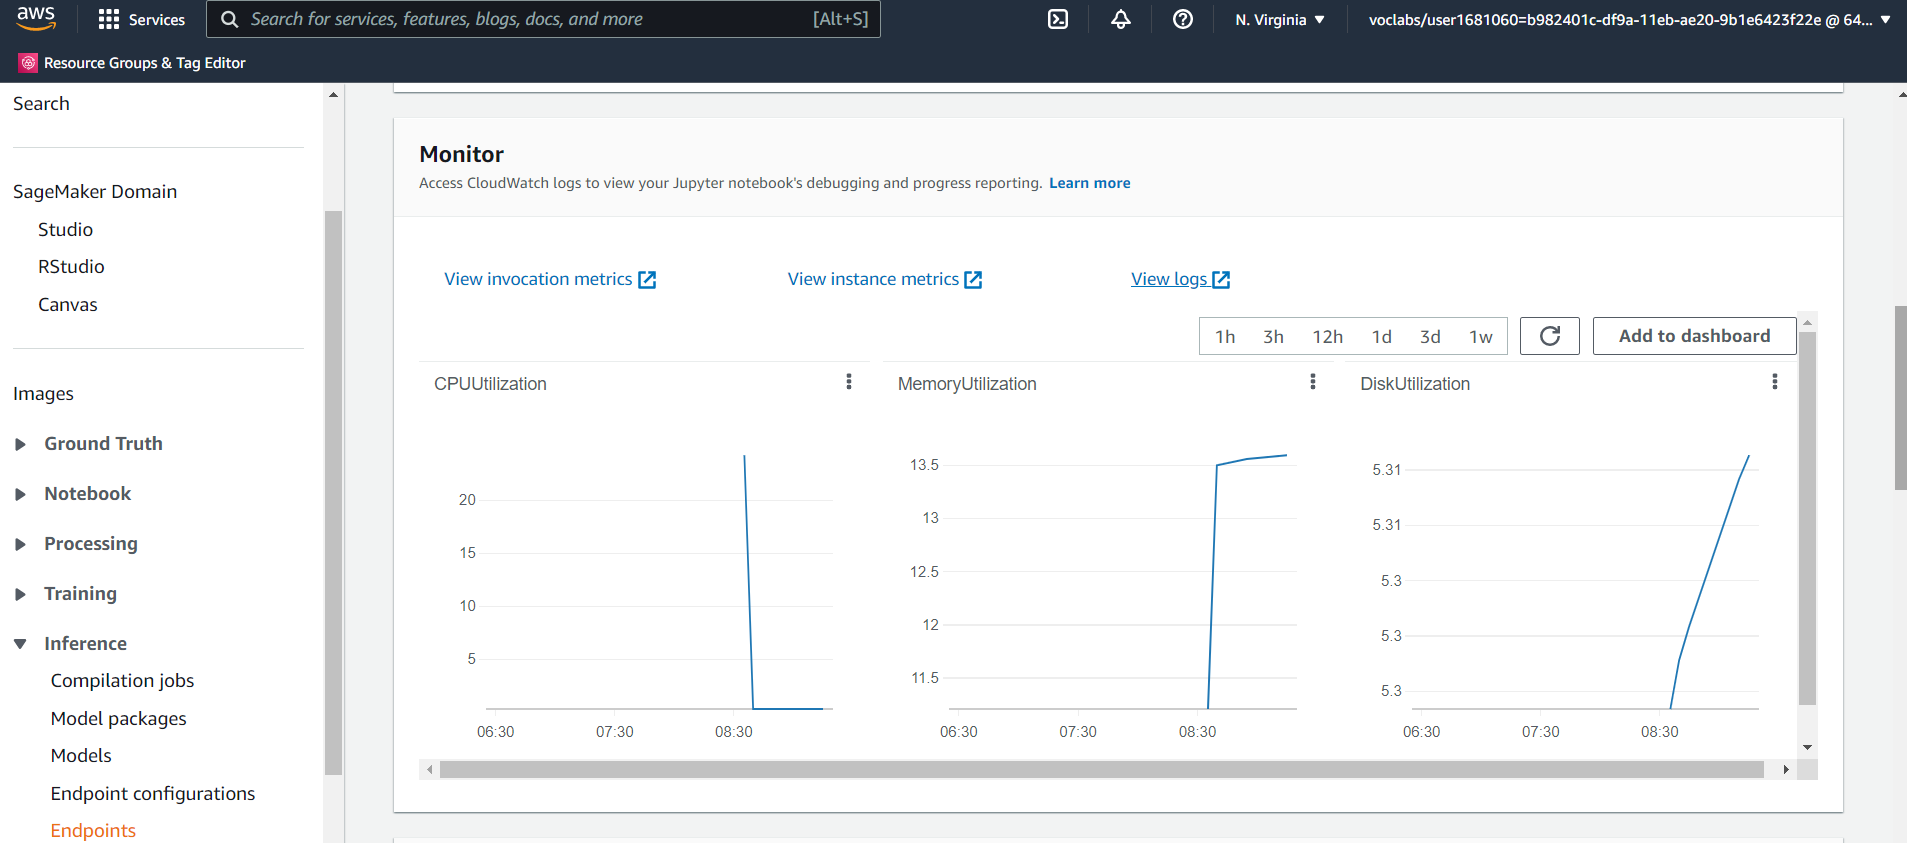 aws
Services
Search for services, features, blogs, docs, and more [Alt+S]
N. Virginia
voclabs/user1681060=b982401c-df9a-11eb-ae20-9b1e6423f22e @ 64...
Resource Groups & Tag Editor
Search
SageMaker Domain
Studio
RStudio
Canvas
Images
Ground Truth
Notebook
Processing
Training
Inference
Compilation jobs
Model packages
Models
Endpoint configurations
Endpoints
Monitor
Access CloudWatch logs to view your Jupyter notebook's debugging and progress reporting. Learn more
View invocation metrics
View instance metrics
View logs
1h 3h 12h 1d 3d 1w
Add to dashboard
CPUUtilization
20
15
10
5
06:30 07:30 08:30
MemoryUtilization
13.5
13
12.5
12
11.5
06:30 07:30 08:30
DiskUtilization
5.31
5.31
5.3
5.3
5.3
06:30 07:30 08:30